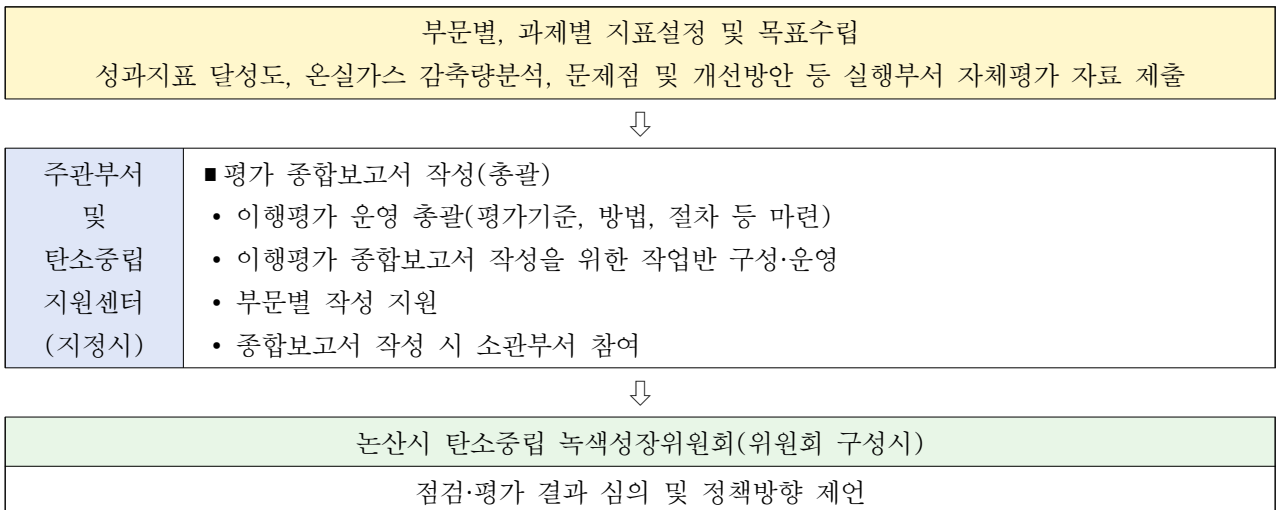 부문별, 과제별 지표설정 및 목표수립
성과지표 달성도, 온실가스 감축량분석, 문제점 및 개선방안 등 실행부서 자체평가 자료 제출
⇩
주관부서
및
탄소중립
지원센터
(지정시)
■ 평가 종합보고서 작성(총괄)
• 이행평가 운영 총괄(평가기준, 방법, 절차 등 마련)
• 이행평가 종합보고서 작성을 위한 작업반 구성·운영
• 부문별 작성 지원
• 종합보고서 작성 시 소관부서 참여
⇩
논산시 탄소중립 녹색성장위원회(위원회 구성시)
점검·평가 결과 심의 및 정책방향 제언